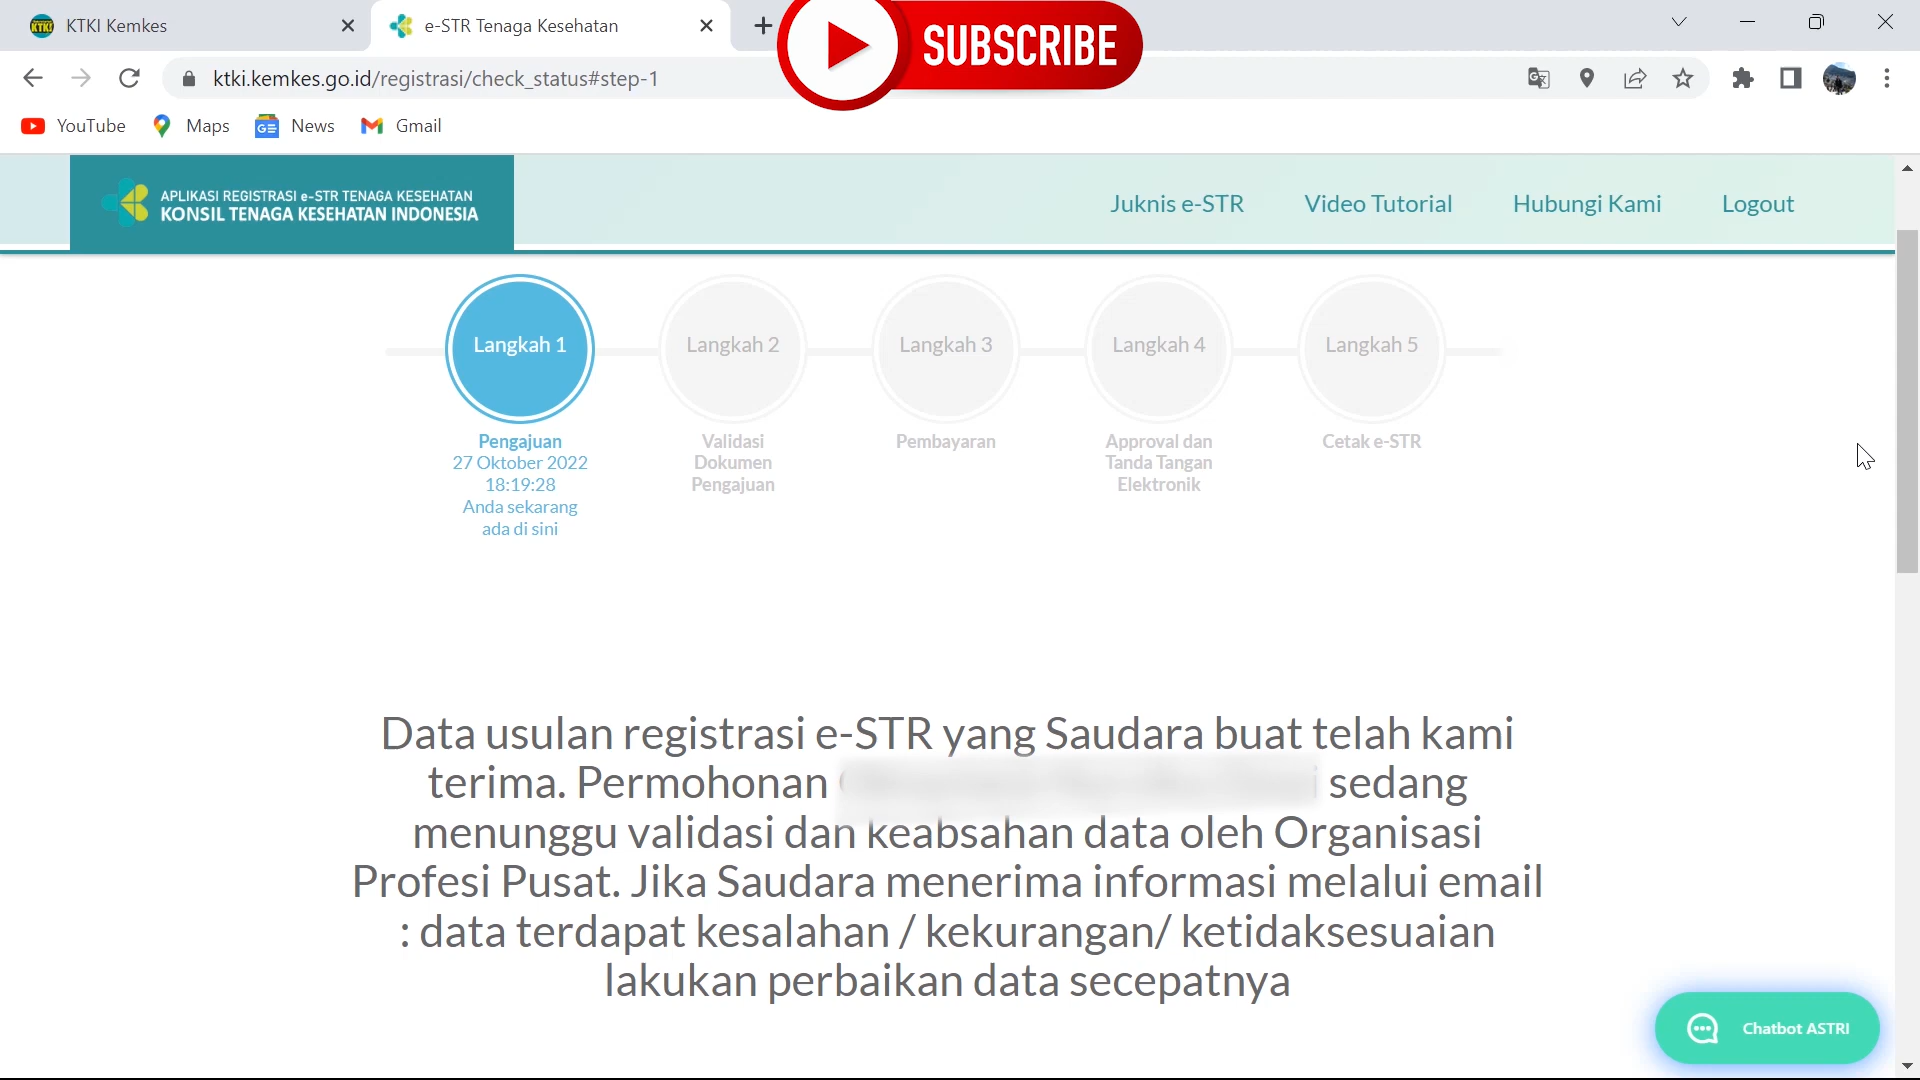 KTKI Kemkes
e-STR Tenaga Kesehatan
SUBSCRIBE
ktki.kemkes.go.id/registrasi/check_status#step-1
YouTube
Maps
News
Gmail
APLIKASI REGISTRASI e-STR TENAGA KESEHATAN
KONSIL TENAGA KESEHATAN INDONESIA
Juknis e-STR
Video Tutorial
Hubungi Kami
Logout
Langkah 1
Langkah 2
Langkah 3
Langkah 4
Langkah 5
Pengajuan
27 Oktober 2022
18:19:28
Anda sekarang
ada di sini
Validasi
Dokumen
Pengajuan
Pembayaran
Approval dan
Tanda Tangan
Elektronik
Cetak e-STR
Data usulan registrasi e-STR yang Saudara buat telah kami
terima. Permohonan sedang
menunggu validasi dan keabsahan data oleh Organisasi
Profesi Pusat. Jika Saudara menerima informasi melalui email
: data terdapat kesalahan / kekurangan/ ketidaksesuaian
lakukan perbaikan data secepatnya
Chatbot ASTRI